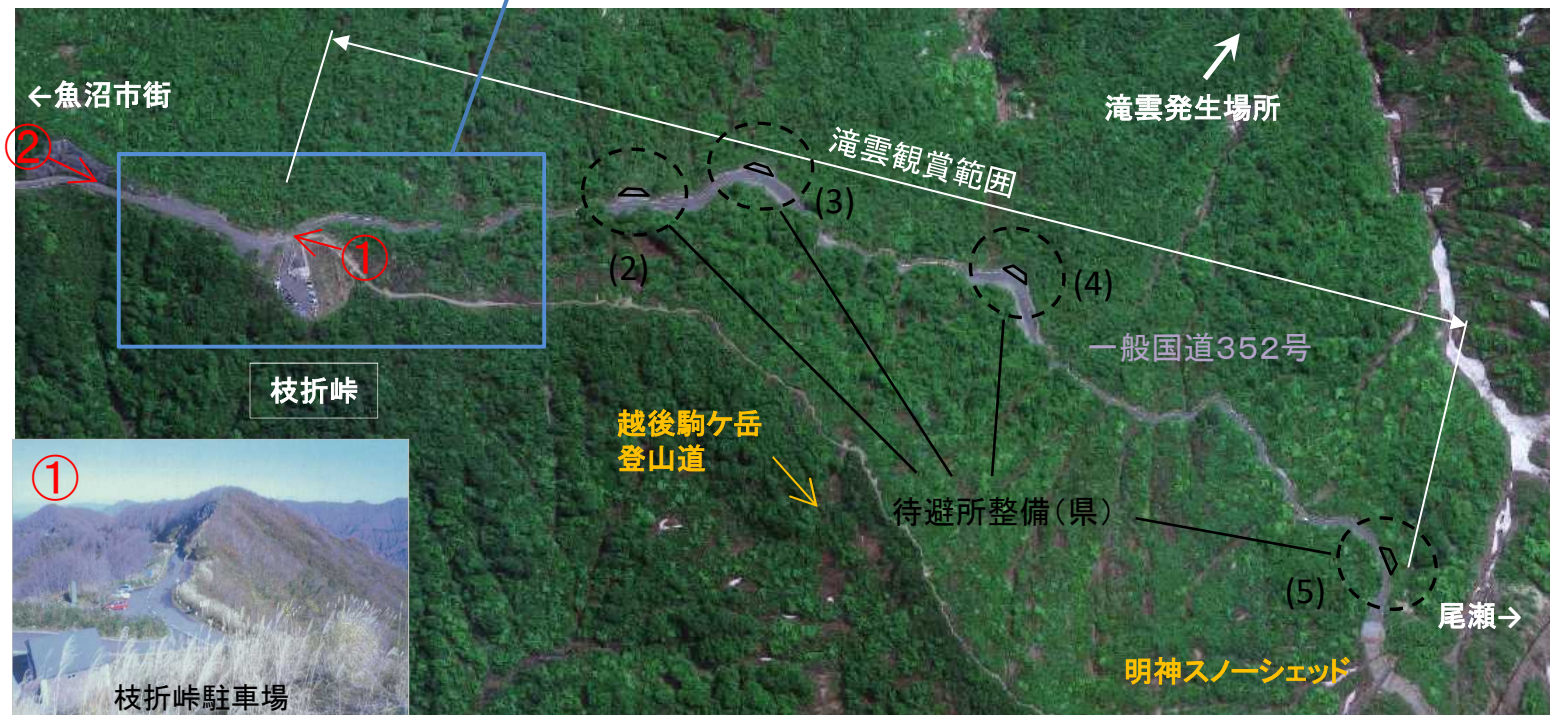 ←魚沼市街
滝雲発生場所
②
滝雲観賞範囲
(3)
①
(2)
(4)
一般国道352号
枝折峠
越後駒ケ岳
登山道
待避所整備(県)
①
(5)
尾瀬→
明神スノーシェッド
枝折峠駐車場